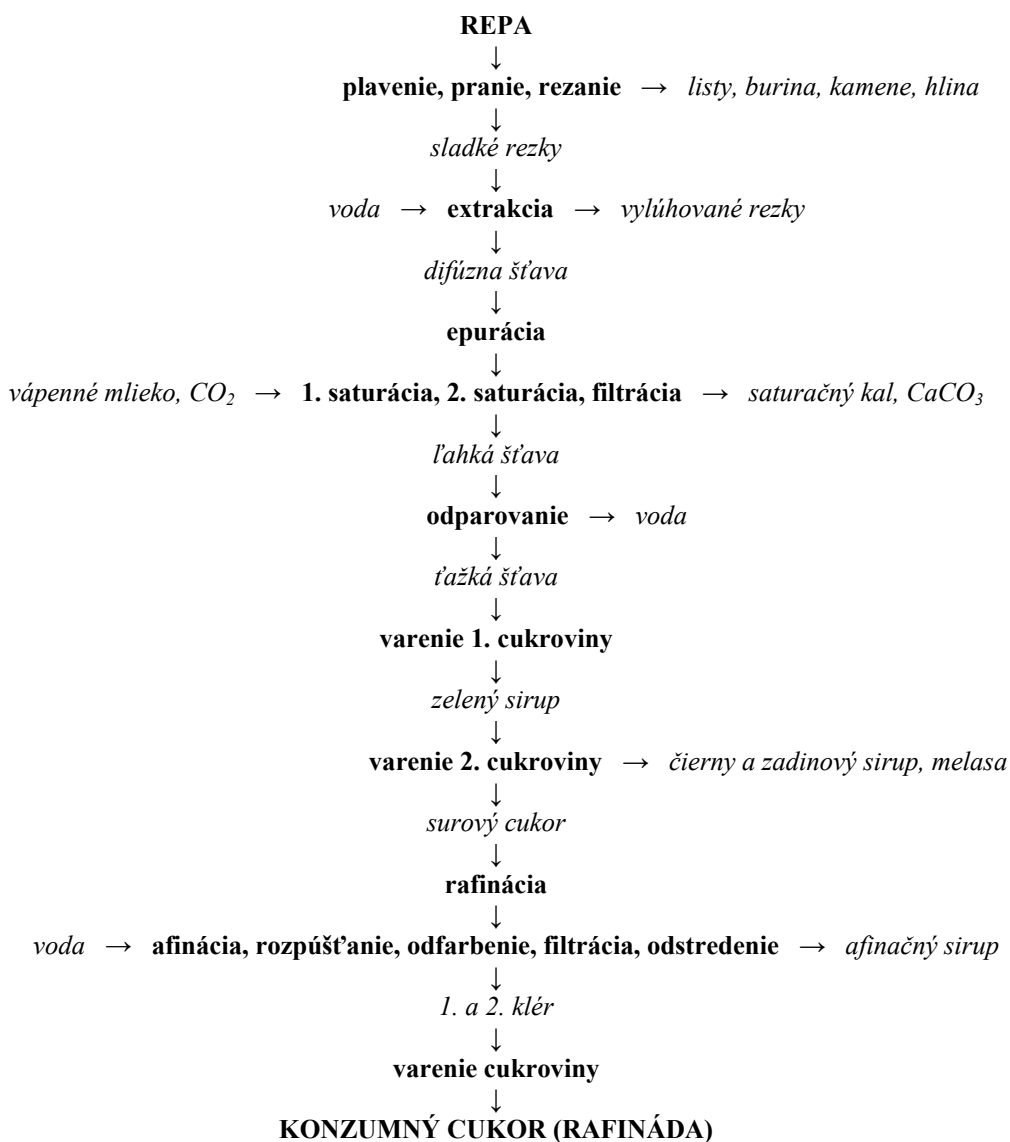 REPA
↓
plavenie, pranie, rezanie → listy, burina, kamene, hlina
↓
sladké rezky
↓
voda → extrakcia → vylúhované rezky
↓
difúzna šťava
↓
epurácia
↓
vápenné mlieko, CO₂ → 1. saturácia, 2. saturácia, filtrácia → saturačný kal, CaCO₃
↓
ľahká šťava
↓
odparovanie → voda
↓
ťažká šťava
↓
varenie 1. cukroviny
↓
zelený sirup
↓
varenie 2. cukroviny → čierny a zadinový sirup, melasa
↓
surový cukor
↓
rafinácia
↓
voda → afinácia, rozpúšťanie, odfarbenie, filtrácia, odstredenie → afinačný sirup
↓
1. a 2. klér
↓
varenie cukroviny
↓
KONZUMNÝ CUKOR (RAFINÁDA)